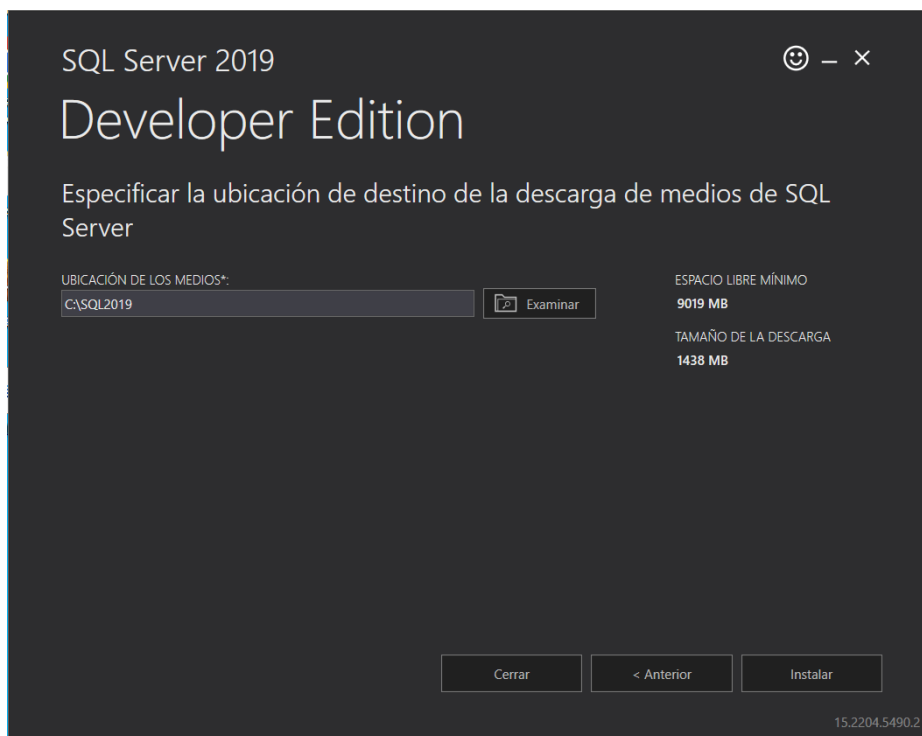 SQL Server 2019
Developer Edition
Especificar la ubicación de destino de la descarga de medios de SQL
Server
UBICACIÓN DE LOS MEDIOS*:
C:\SQL2019
Examinar
ESPACIO LIBRE MÍNIMO
9019 MB
TAMAÑO DE LA DESCARGA
1438 MB
Cerrar
< Anterior
Instalar
15.2204.5490.2